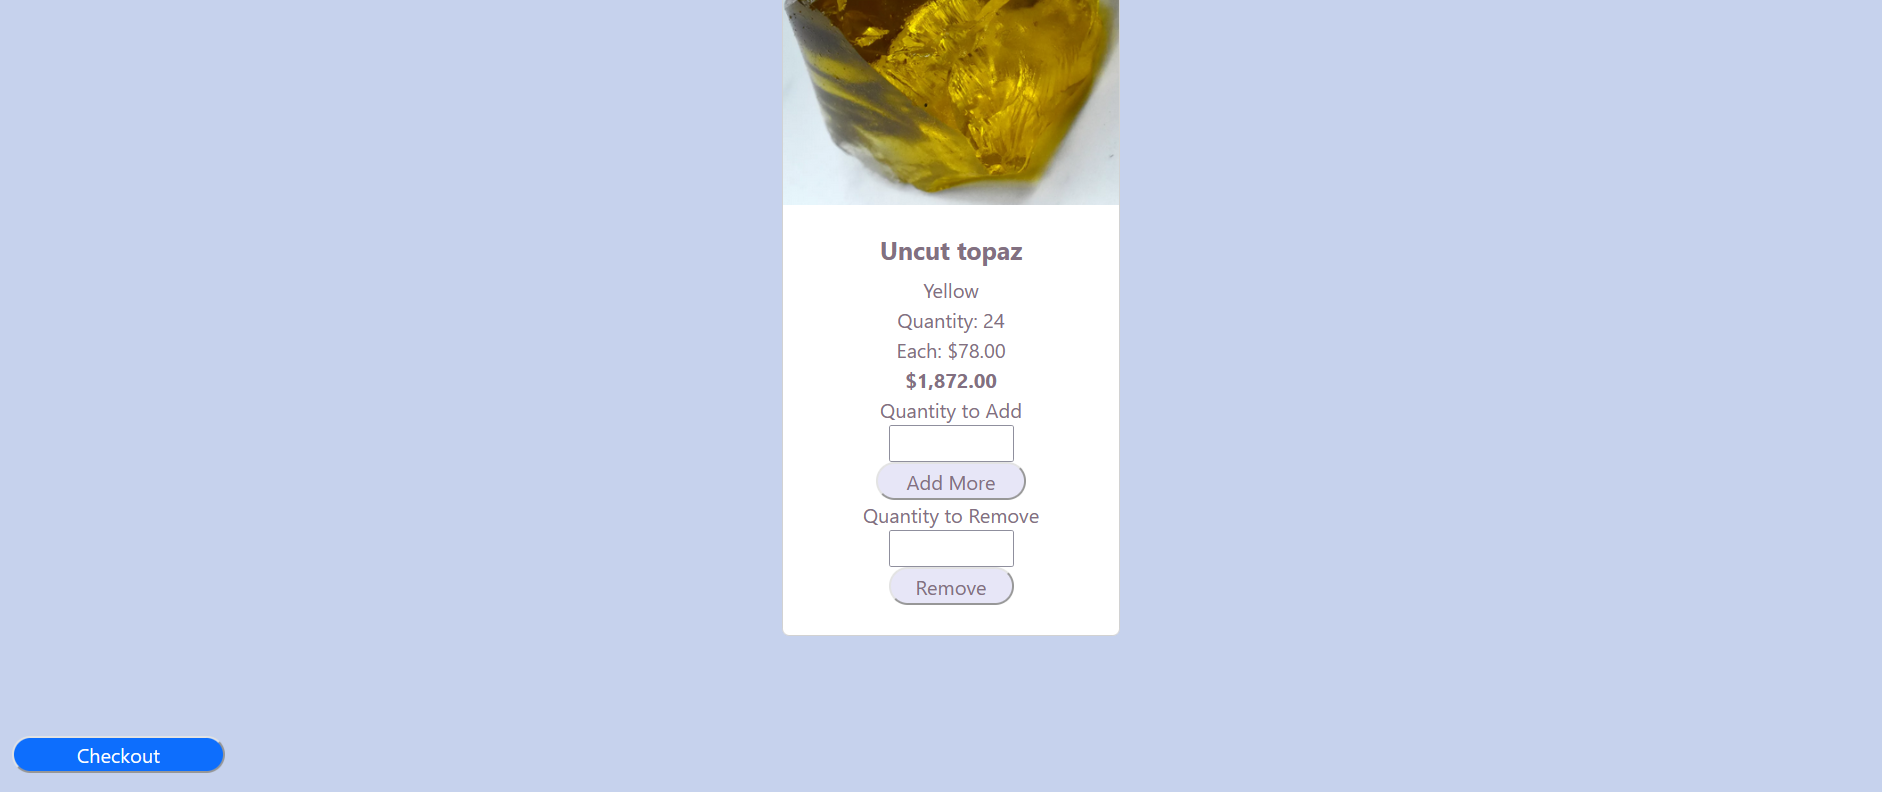 Uncut topaz
Yellow
Quantity: 24
Each: $78.00
$1,872.00
Quantity to Add
Add More
Quantity to Remove
Remove
Checkout